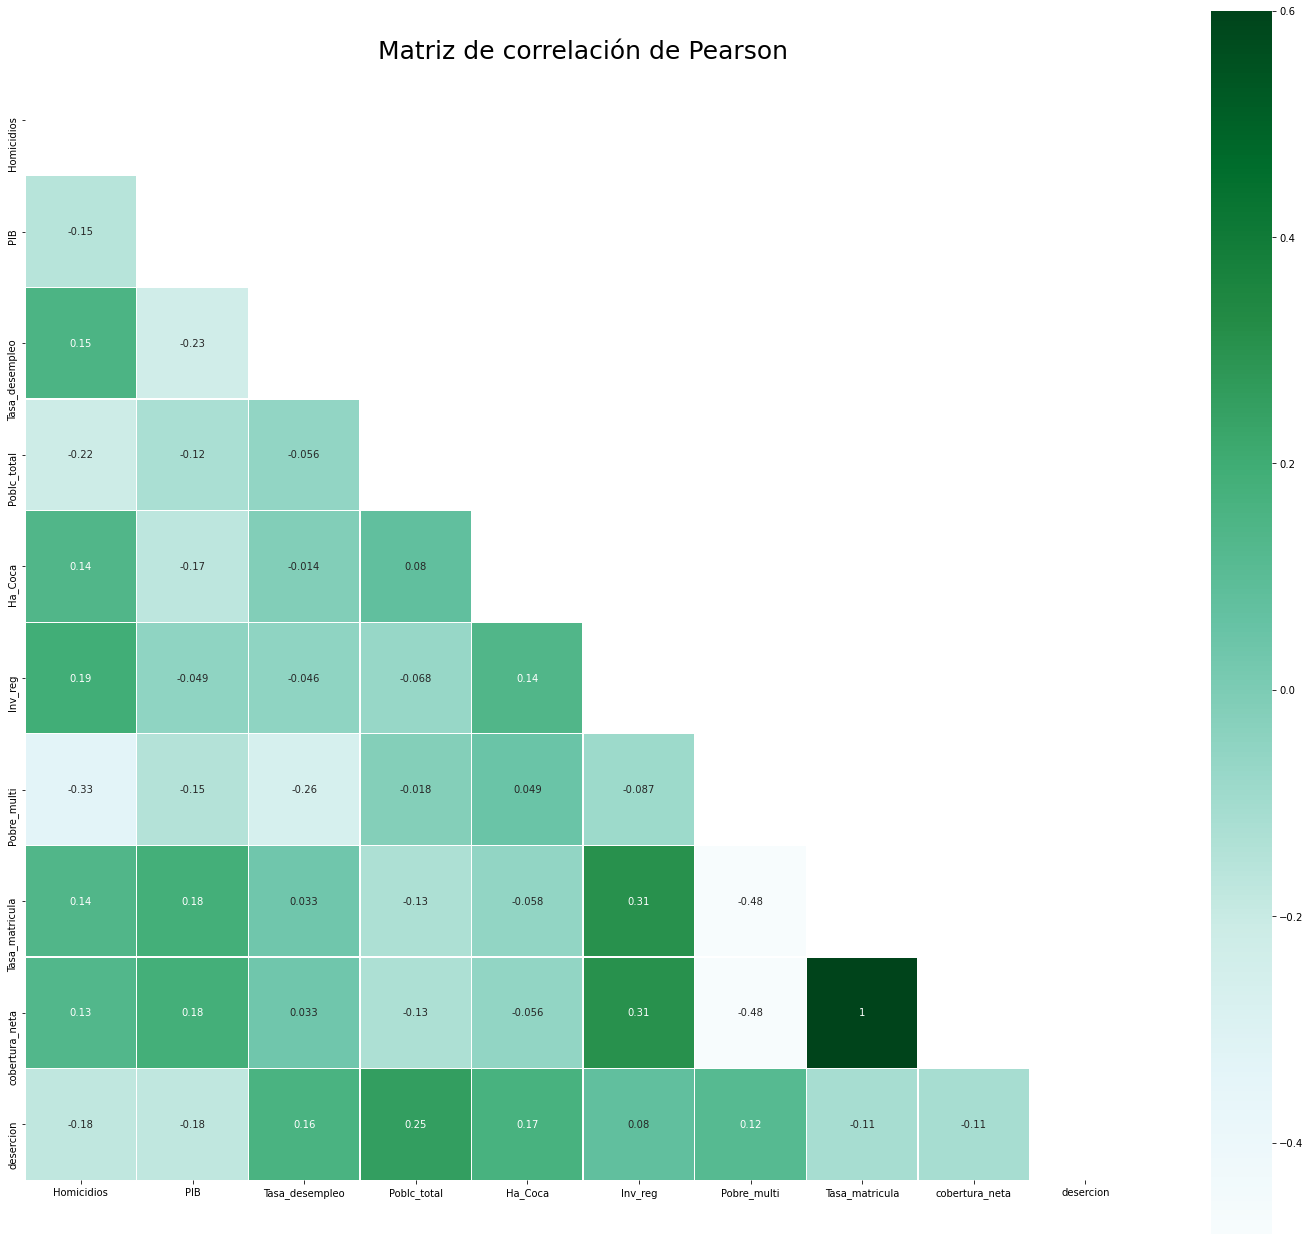 Matriz de correlación de Pearson
Homicidios
PIB -0.15
Tasa_desempleo 0.15 -0.23
Poblc_total -0.22 -0.12 -0.056
Ha_Coca 0.14 -0.17 -0.014 0.08
Inv_reg 0.19 -0.049 -0.046 -0.068 0.14
Pobre_multi -0.33 -0.15 -0.26 -0.018 0.049 -0.087
Tasa_matricula 0.14 0.18 0.033 -0.13 -0.058 0.31 -0.48
cobertura_neta 0.13 0.18 0.033 -0.13 -0.056 0.31 -0.48 1
desercion -0.18 -0.18 0.16 0.25 0.17 0.08 0.12 -0.11 -0.11
Homicidios PIB Tasa_desempleo Poblc_total Ha_Coca Inv_reg Pobre_multi Tasa_matricula cobertura_neta desercion
0.6
0.4
0.2
0.0
−0.2
−0.4